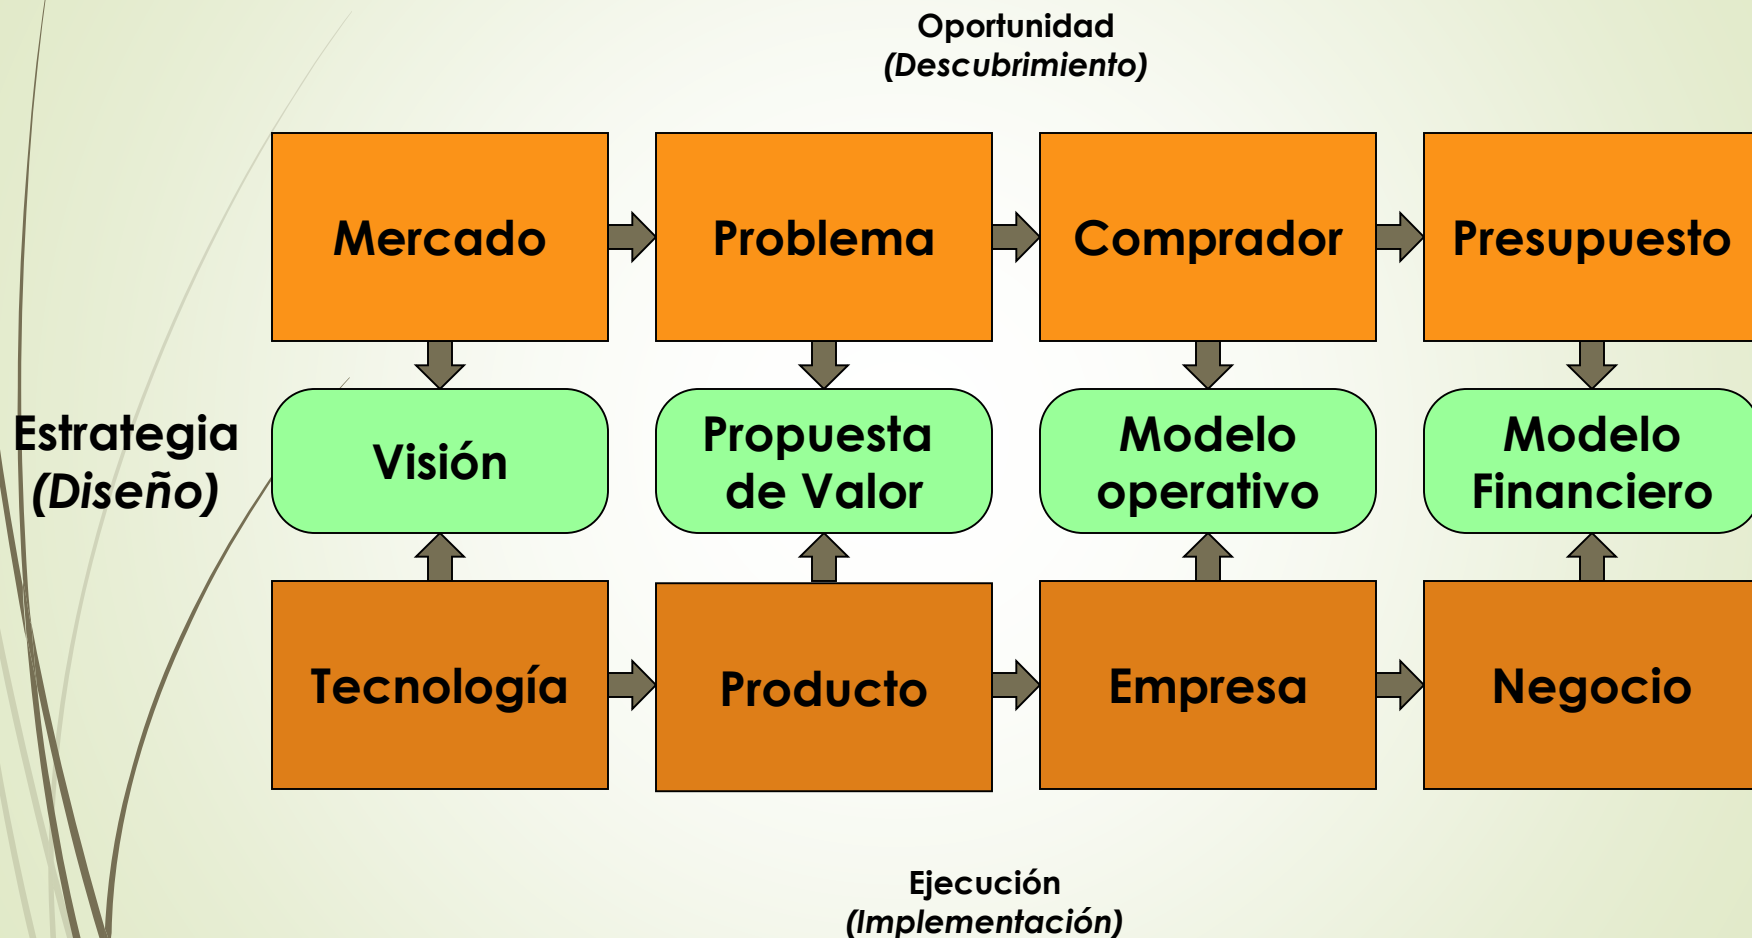 Oportunidad
(Descubrimiento)
Mercado
Problema
Comprador
Presupuesto
Estrategia
(Diseño)
Visión
Propuesta
de Valor
Modelo
operativo
Modelo
Financiero
Tecnología
Producto
Empresa
Negocio
Ejecución
(Implementación)